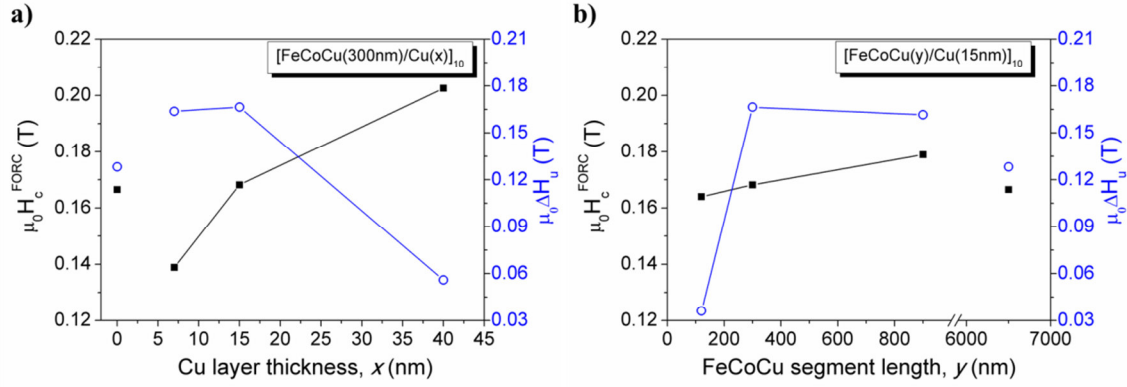 a)
0.22
0.20
0.18
0.16
0.14
0.12
μ₀H_c^FORC (T)
[FeCoCu(300nm)/Cu(x)]₁₀
0.21
0.18
0.15
0.12
0.09
0.06
0.03
μ₀ΔH_u (T)
0 5 10 15 20 25 30 35 40 45
Cu layer thickness, x (nm)
b)
0.22
0.20
0.18
0.16
0.14
0.12
μ₀H_c^FORC (T)
[FeCoCu(y)/Cu(15nm)]₁₀
0.21
0.18
0.15
0.12
0.09
0.06
0.03
μ₀ΔH_u (T)
0 200 400 600 800 6000 7000
FeCoCu segment length, y (nm)